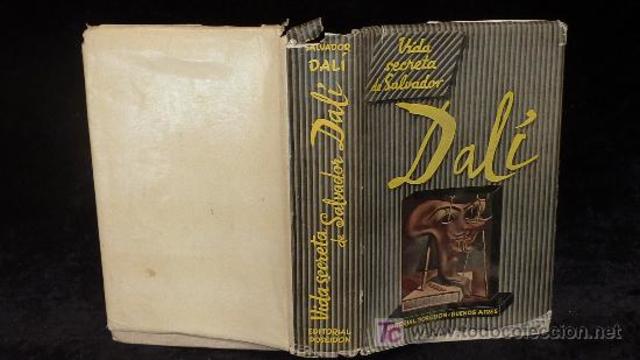 SALVADOR
DALÍ
Vida secreta
de Salvador Dalí
EDITORIAL
POSEIDON
Vida
secreta
de Salvador
Dalí
EDITORIAL POSEIDON · BUENOS AIRES
TC
todocoleccion.net